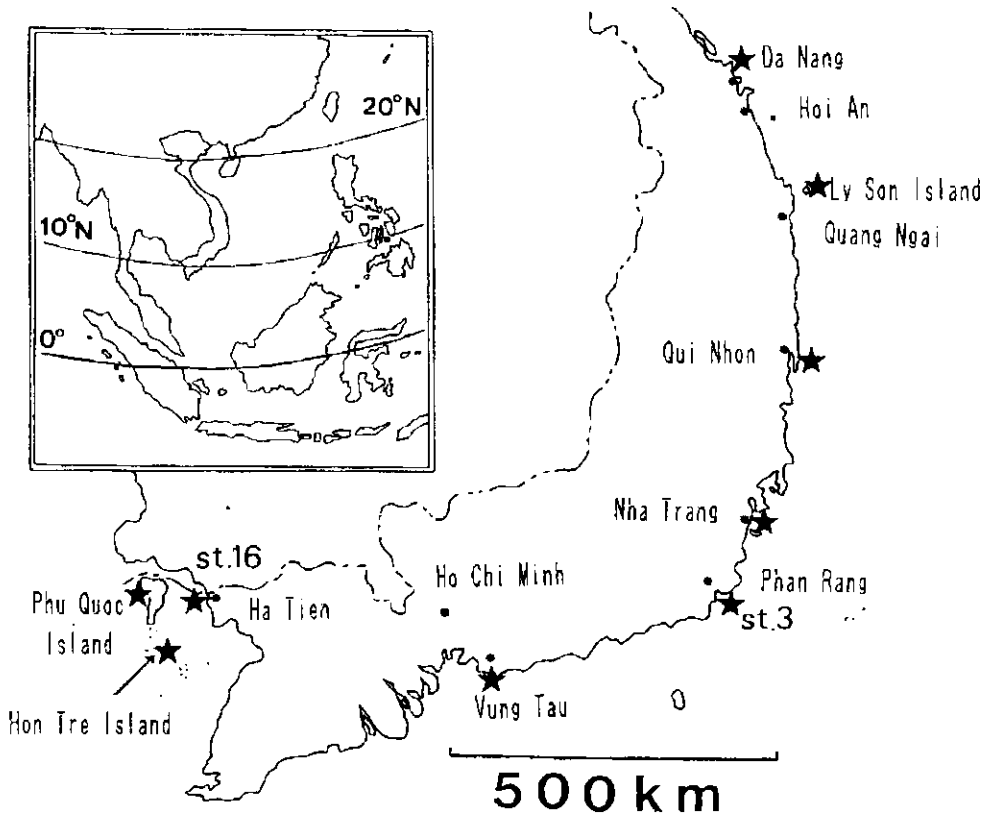 20°N
10°N
0°
Da Nang
Hoi An
Ly Son Island
Quang Ngai
Qui Nhon
Nha Trang
Phan Rang
st.3
st.16
Ho Chi Minh
Phu Quoc
Island
Ha Tien
Hon Tre Island
Vung Tau
500km